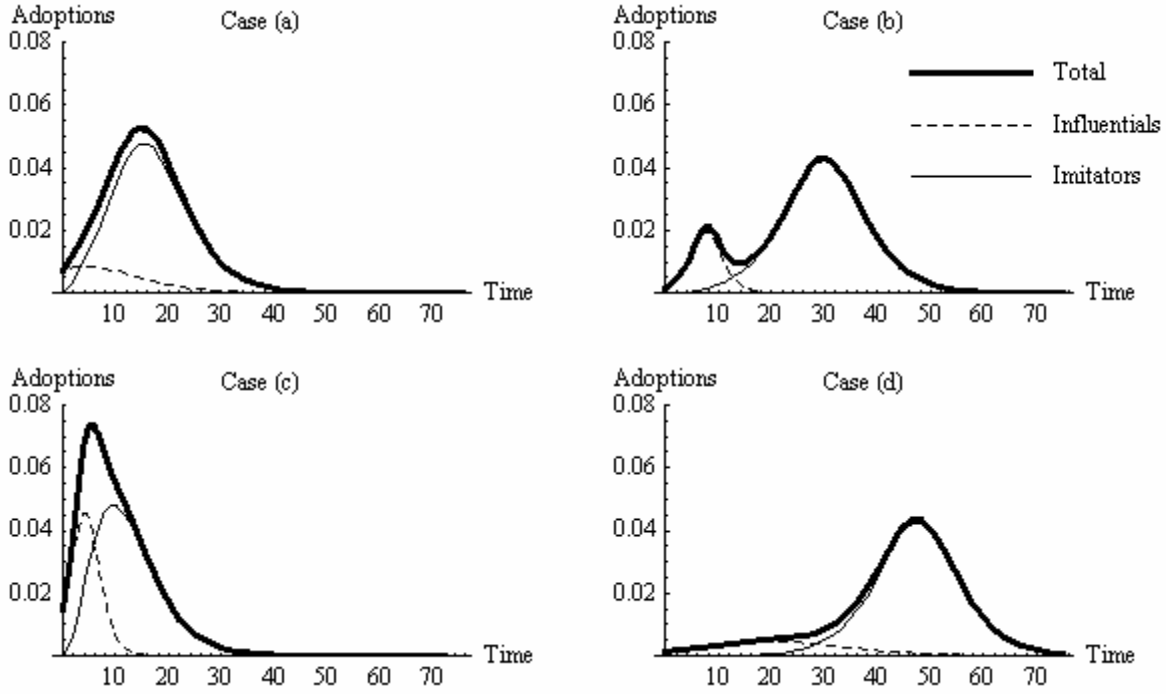 Adoptions Case (a)
0.08
0.06
0.04
0.02
10 20 30 40 50 60 70 Time
Adoptions Case (b)
0.08
0.06
0.04
0.02
10 20 30 40 50 60 70 Time
Total
Influentials
Imitators
Adoptions Case (c)
0.08
0.06
0.04
0.02
10 20 30 40 50 60 70 Time
Adoptions Case (d)
0.08
0.06
0.04
0.02
10 20 30 40 50 60 70 Time